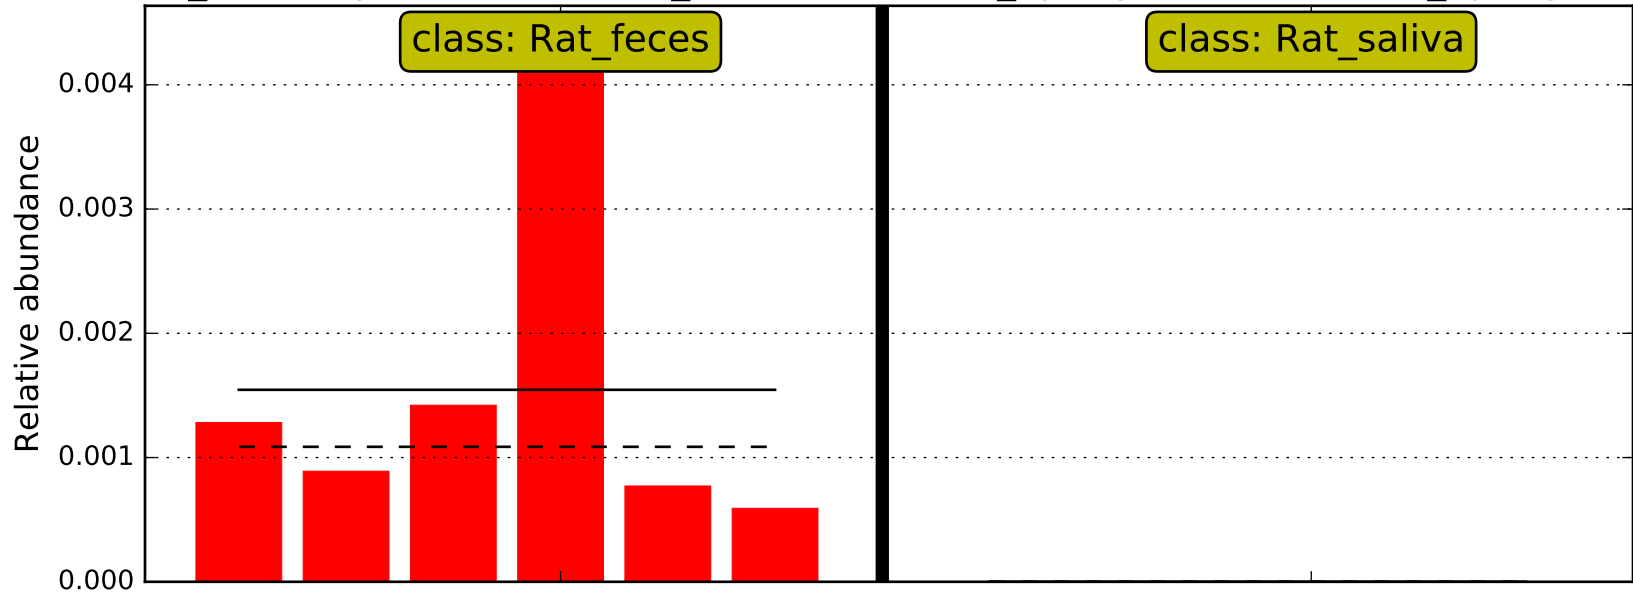 class: Rat_feces
class: Rat_saliva
0.004
0.003
0.002
0.001
0.000
Relative abundance